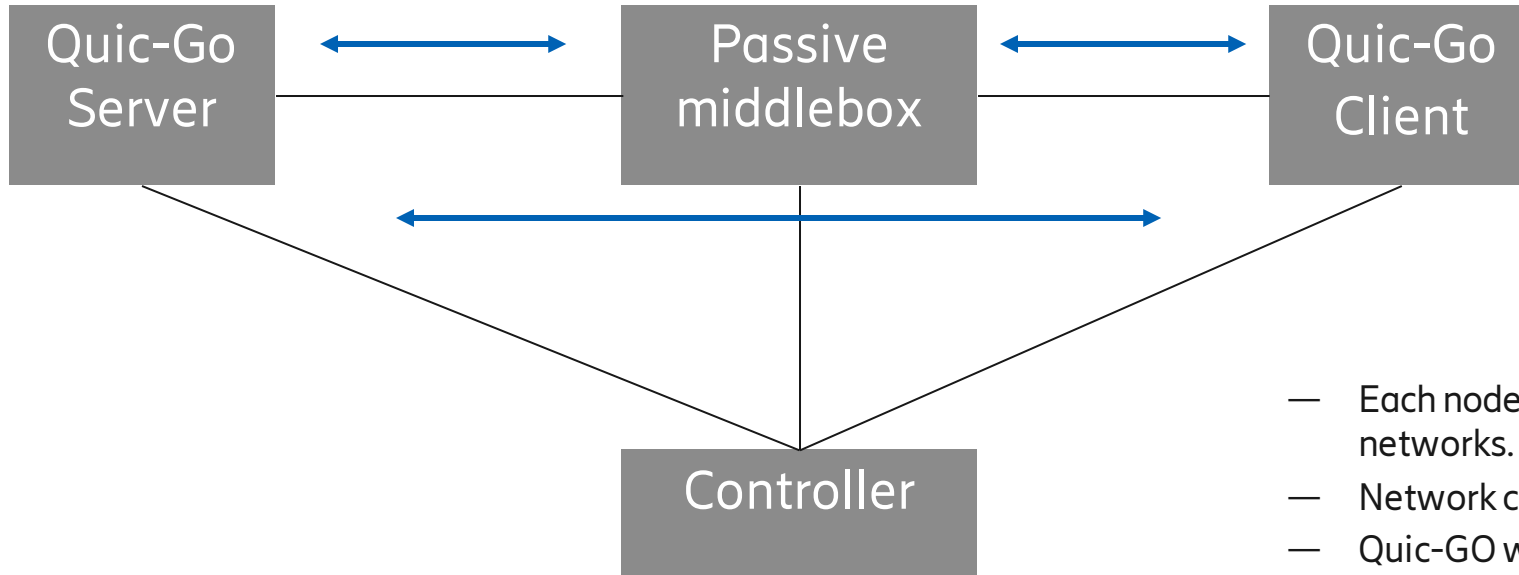 Quic-Go
Server
Passive
middlebox
Quic-Go
Client
Controller
— Each node
networks.
— Network c
— Quic-GO w